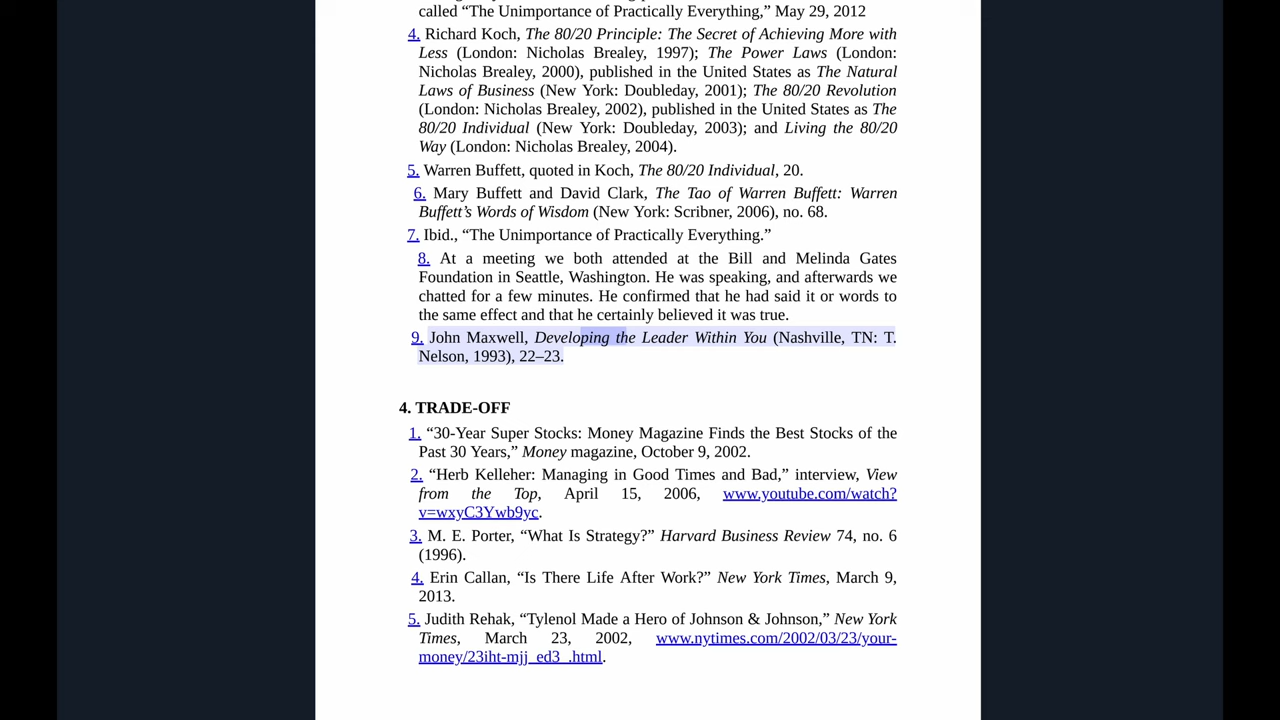 called “The Unimportance of Practically Everything,” May 29, 2012
4. Richard Koch, The 80/20 Principle: The Secret of Achieving More with
Less (London: Nicholas Brealey, 1997); The Power Laws (London:
Nicholas Brealey, 2000), published in the United States as The Natural
Laws of Business (New York: Doubleday, 2001); The 80/20 Revolution
(London: Nicholas Brealey, 2002), published in the United States as The
80/20 Individual (New York: Doubleday, 2003); and Living the 80/20
Way (London: Nicholas Brealey, 2004).
5. Warren Buffett, quoted in Koch, The 80/20 Individual, 20.
6. Mary Buffett and David Clark, The Tao of Warren Buffett: Warren
Buffett’s Words of Wisdom (New York: Scribner, 2006), no. 68.
7. Ibid., “The Unimportance of Practically Everything.”
8. At a meeting we both attended at the Bill and Melinda Gates
Foundation in Seattle, Washington. He was speaking, and afterwards we
chatted for a few minutes. He confirmed that he had said it or words to
the same effect and that he certainly believed it was true.
9. John Maxwell, Developing the Leader Within You (Nashville, TN: T.
Nelson, 1993), 22–23.
4. TRADE-OFF
1. “30-Year Super Stocks: Money Magazine Finds the Best Stocks of the
Past 30 Years,” Money magazine, October 9, 2002.
2. “Herb Kelleher: Managing in Good Times and Bad,” interview, View
from the Top, April 15, 2006, www.youtube.com/watch?
v=wxyC3Ywb9yc.
3. M. E. Porter, “What Is Strategy?” Harvard Business Review 74, no. 6
(1996).
4. Erin Callan, “Is There Life After Work?” New York Times, March 9,
2013.
5. Judith Rehak, “Tylenol Made a Hero of Johnson & Johnson,” New York
Times, March 23, 2002, www.nytimes.com/2002/03/23/your-
money/23iht-mjj_ed3_.html.